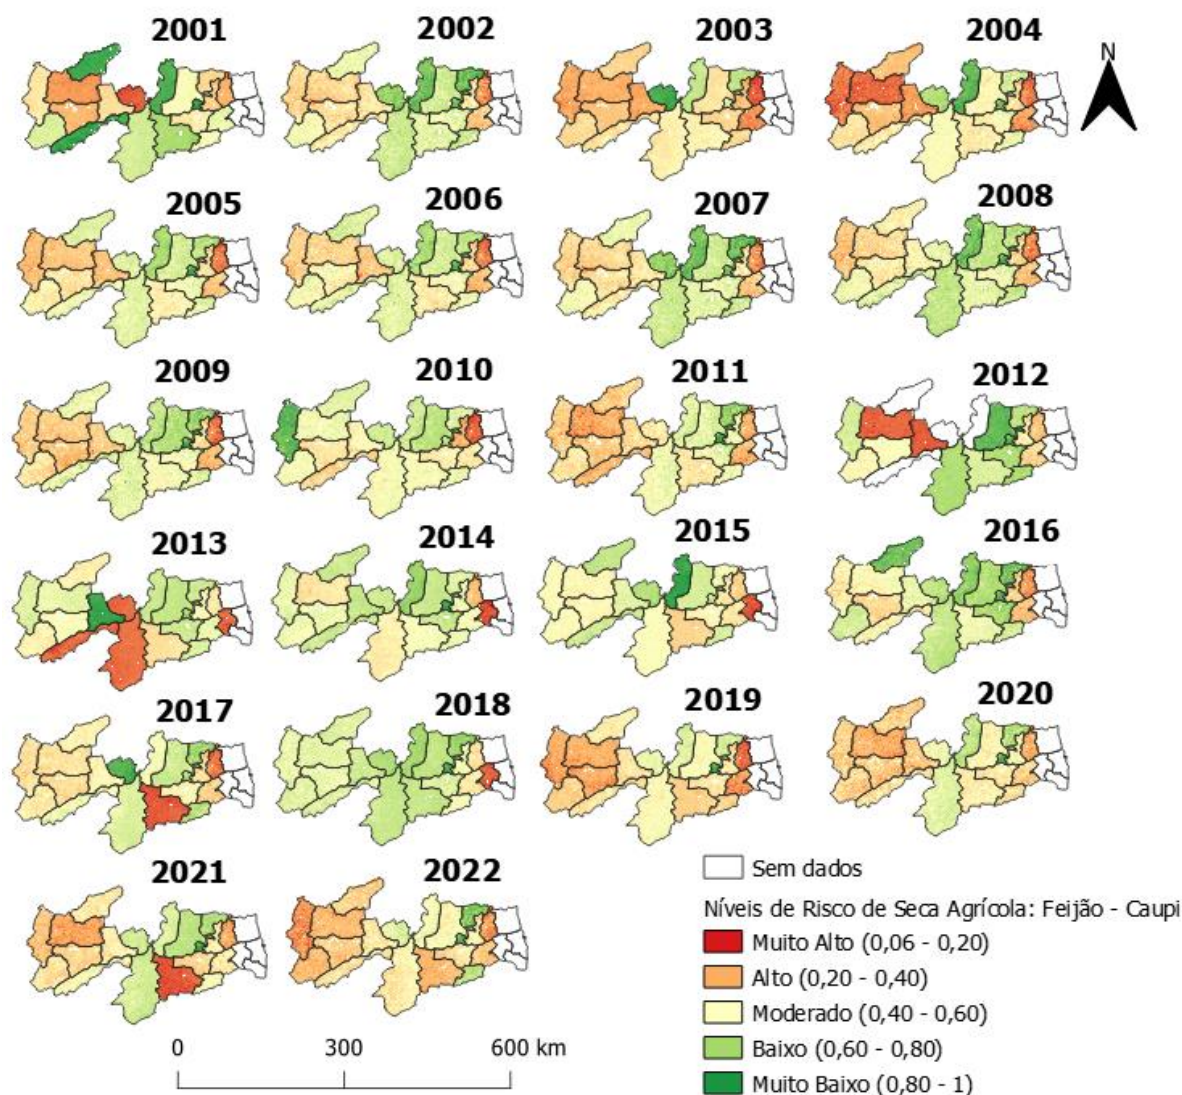 2001
2002
2003
2004
N
2005
2006
2007
2008
2009
2010
2011
2012
2013
2014
2015
2016
2017
2018
2019
2020
2021
2022
Sem dados
Níveis de Risco de Seca Agrícola: Feijão - Caupi
Muito Alto (0,06 - 0,20)
Alto (0,20 - 0,40)
Moderado (0,40 - 0,60)
Baixo (0,60 - 0,80)
Muito Baixo (0,80 - 1)
0 300 600 km